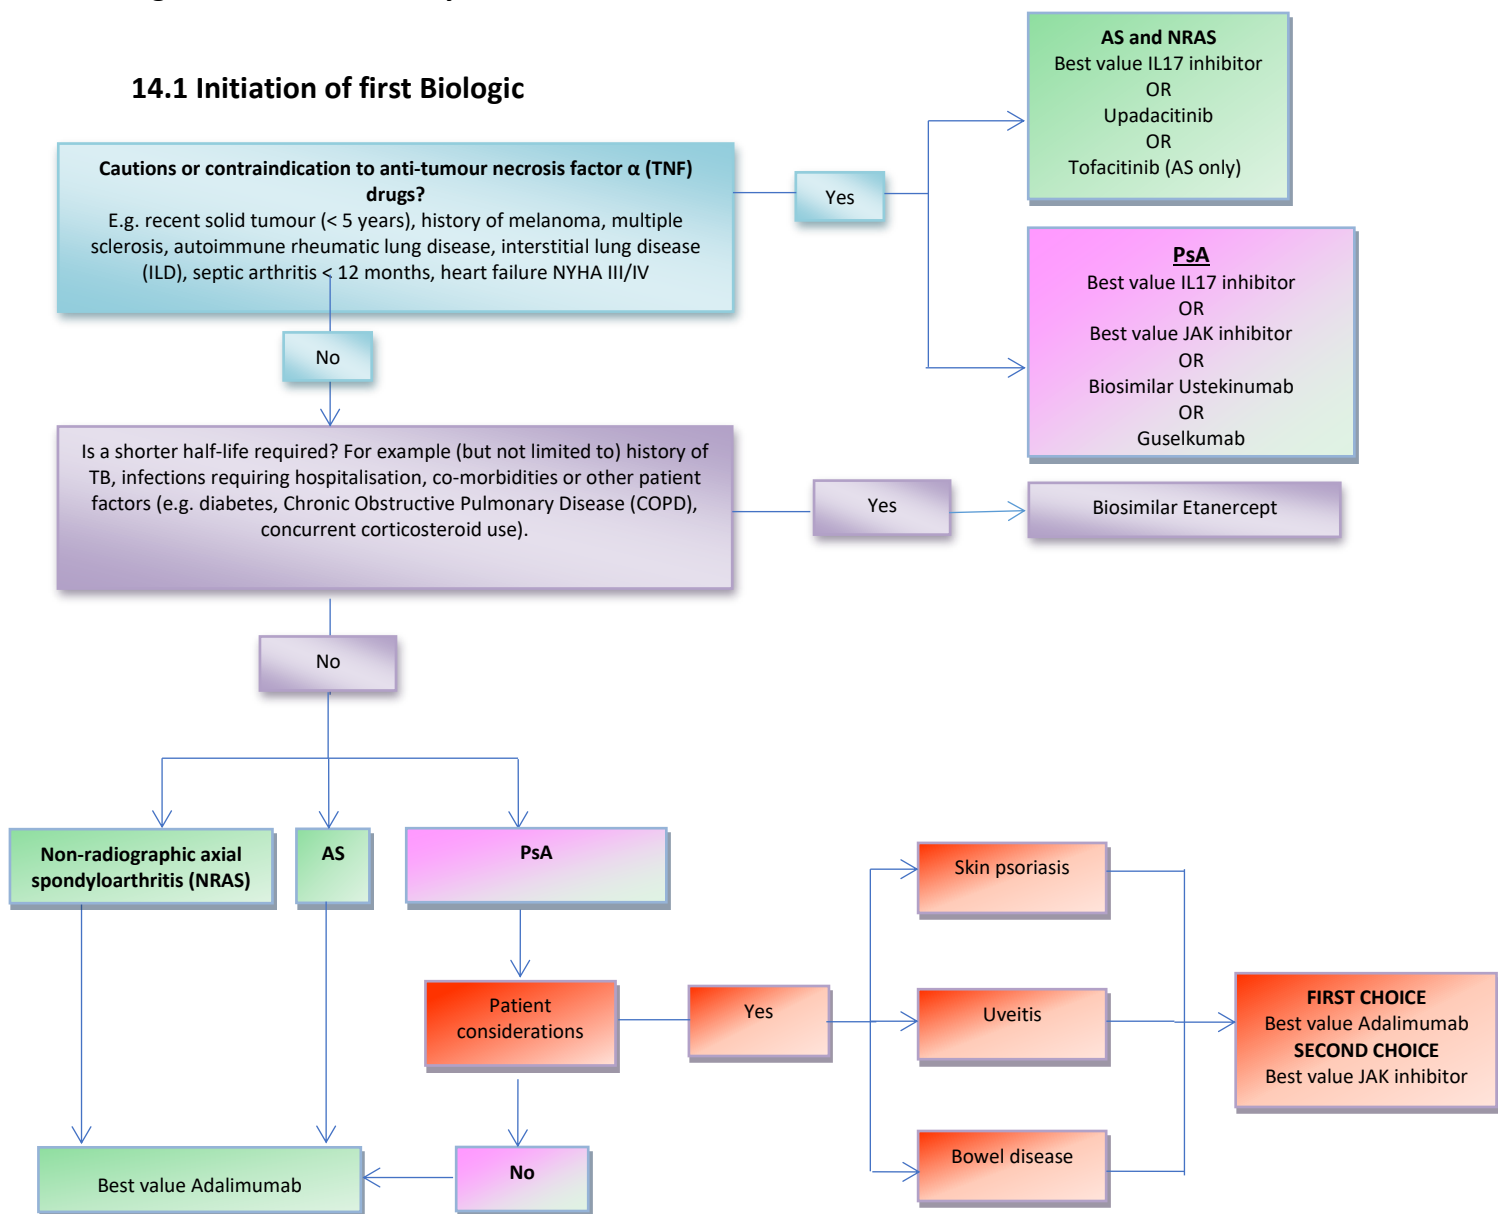 14.1 Initiation of first Biologic
Cautions or contraindication to anti-tumour necrosis factor α (TNF)
drugs?
E.g. recent solid tumour (< 5 years), history of melanoma, multiple
sclerosis, autoimmune rheumatic lung disease, interstitial lung disease
(ILD), septic arthritis < 12 months, heart failure NYHA III/IV
Yes
AS and NRAS
Best value IL17 inhibitor
OR
Upadacitinib
OR
Tofacitinib (AS only)
PsA
Best value IL17 inhibitor
OR
Best value JAK inhibitor
OR
Biosimilar Ustekinumab
OR
Guselkumab
No
Is a shorter half-life required? For example (but not limited to) history of
TB, infections requiring hospitalisation, co-morbidities or other patient
factors (e.g. diabetes, Chronic Obstructive Pulmonary Disease (COPD),
concurrent corticosteroid use).
Yes
Biosimilar Etanercept
No
Non-radiographic axial
spondyloarthritis (NRAS)
AS
PsA
Patient
considerations
Yes
Skin psoriasis
Uveitis
Bowel disease
FIRST CHOICE
Best value Adalimumab
SECOND CHOICE
Best value JAK inhibitor
No
Best value Adalimumab